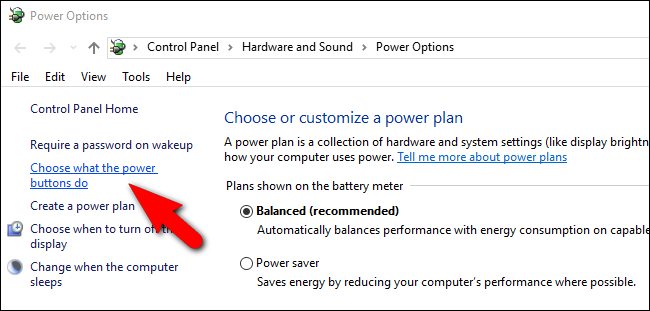 Power Options
Control Panel > Hardware and Sound > Power Options
File Edit View Tools Help
Control Panel Home
Require a password on wakeup
Choose what the power
buttons do
Create a power plan
Choose when to turn off the
display
Change when the computer
sleeps
Choose or customize a power plan
A power plan is a collection of hardware and system settings (like display brightn
how your computer uses power. Tell me more about power plans
Plans shown on the battery meter
Balanced (recommended)
Automatically balances performance with energy consumption on capable
Power saver
Saves energy by reducing your computer's performance where possible.